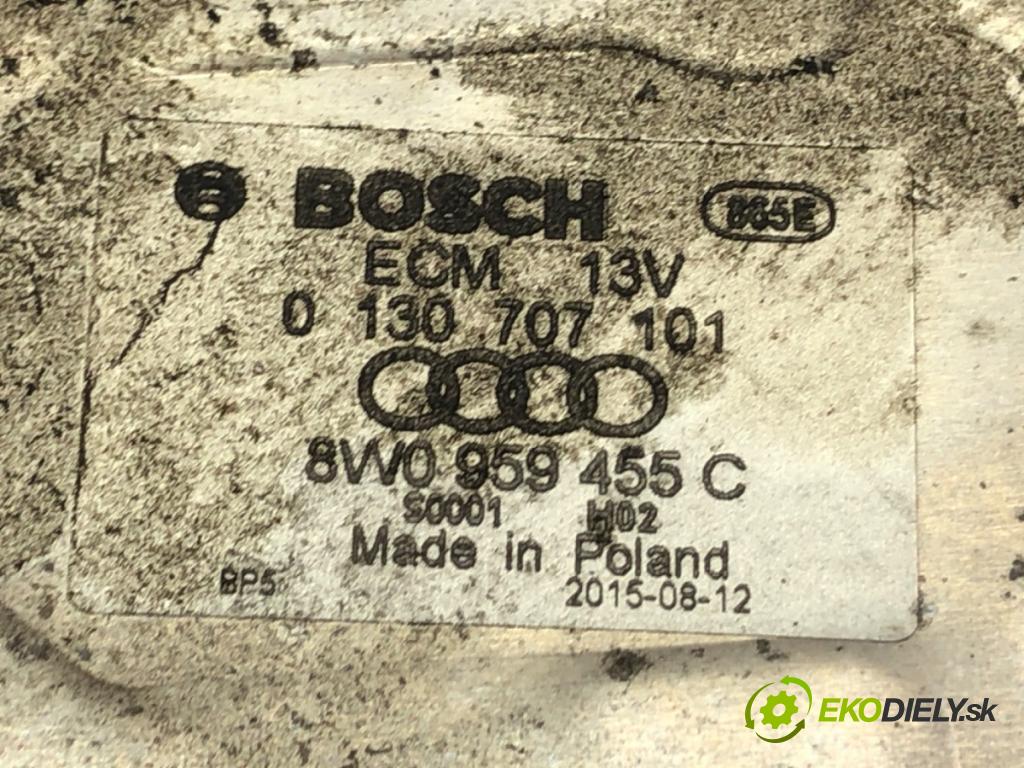 BOSCH
865E
ECM 13V
0 130 707 101
8W0 959 455 C
S0001 H02
Made in Poland
BP5 2015-08-12
EKODIELY.sk